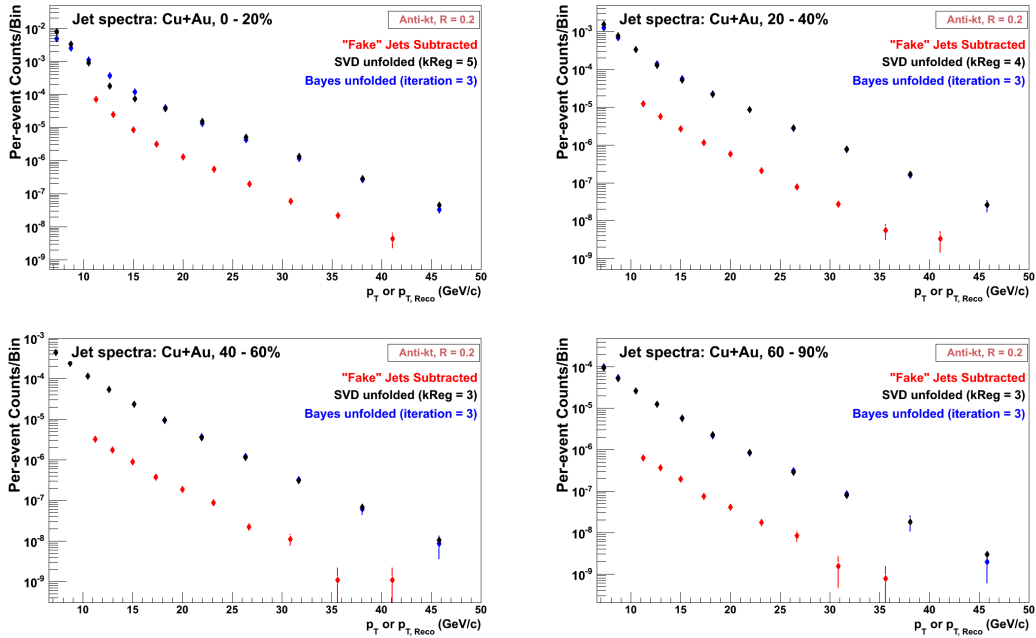 Jet spectra: Cu+Au, 0 - 20%
Anti-kt, R = 0.2
"Fake" Jets Subtracted
SVD unfolded (kReg = 5)
Bayes unfolded (iteration = 3)
Per-event Counts/Bin
10^-2
10^-3
10^-4
10^-5
10^-6
10^-7
10^-8
10^-9
10 15 20 25 30 35 40 45 50
p_T or p_T, Reco (GeV/c)
Jet spectra: Cu+Au, 20 - 40%
Anti-kt, R = 0.2
"Fake" Jets Subtracted
SVD unfolded (kReg = 4)
Bayes unfolded (iteration = 3)
Per-event Counts/Bin
10^-3
10^-4
10^-5
10^-6
10^-7
10^-8
10^-9
10 15 20 25 30 35 40 45 50
p_T or p_T, Reco (GeV/c)
Jet spectra: Cu+Au, 40 - 60%
Anti-kt, R = 0.2
"Fake" Jets Subtracted
SVD unfolded (kReg = 3)
Bayes unfolded (iteration = 3)
Per-event Counts/Bin
10^-3
10^-4
10^-5
10^-6
10^-7
10^-8
10^-9
10 15 20 25 30 35 40 45 50
p_T or p_T, Reco (GeV/c)
Jet spectra: Cu+Au, 60 - 90%
Anti-kt, R = 0.2
"Fake" Jets Subtracted
SVD unfolded (kReg = 3)
Bayes unfolded (iteration = 3)
Per-event Counts/Bin
10^-4
10^-5
10^-6
10^-7
10^-8
10^-9
10 15 20 25 30 35 40 45 50
p_T or p_T, Reco (GeV/c)